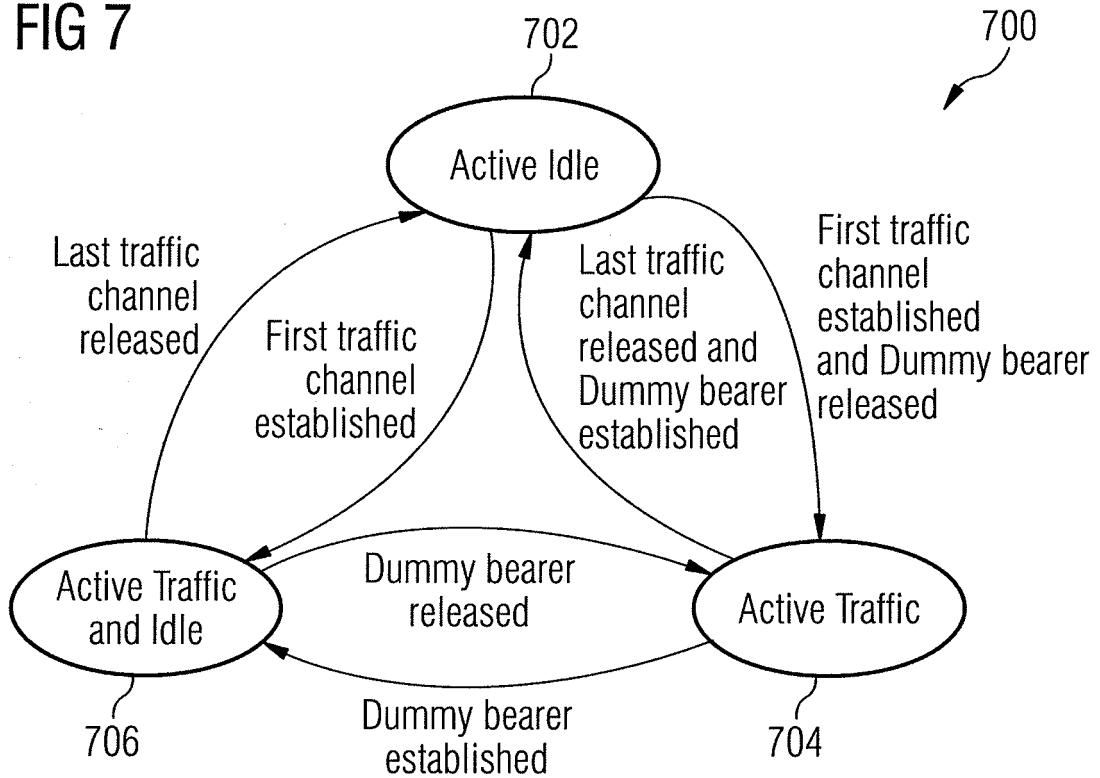 FIG 7
702
700
Active Idle
Last traffic
channel
released
First traffic
channel
established
Last traffic
channel
released and
Dummy bearer
established
First traffic
channel
established
and Dummy bearer
released
Active Traffic
and Idle
Dummy bearer
released
Active Traffic
706
Dummy bearer
established
704